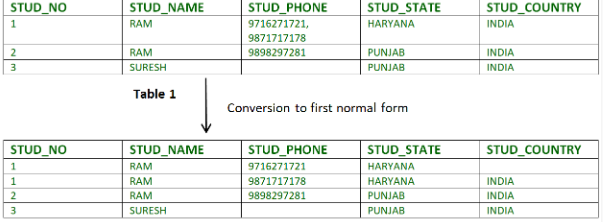 STUD_NO STUD_NAME STUD_PHONE STUD_STATE STUD_COUNTRY
1 RAM 9716271721, HARYANA INDIA
9871717178
2 RAM 9898297281 PUNJAB INDIA
3 SURESH PUNJAB INDIA
Table 1
Conversion to first normal form
STUD_NO STUD_NAME STUD_PHONE STUD_STATE STUD_COUNTRY
1 RAM 9716271721 HARYANA
1 RAM 9871717178 HARYANA INDIA
2 RAM 9898297281 PUNJAB INDIA
3 SURESH PUNJAB INDIA